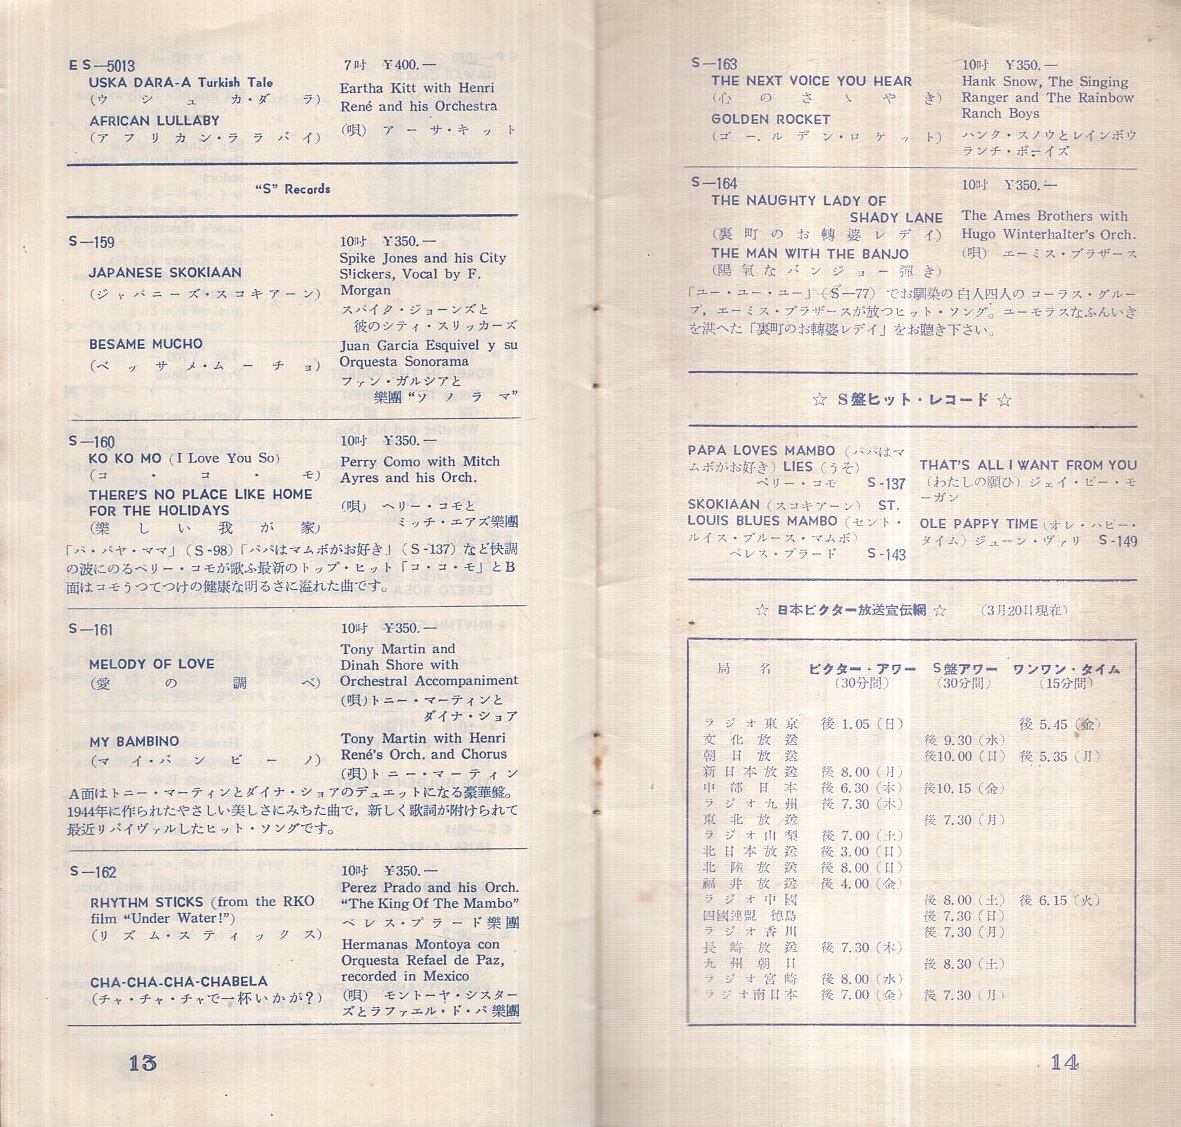 ES—5013
7吋 ¥400.—
USKA DARA-A Turkish Tale
(ウシュカ・ダラ)
Eartha Kitt with Henri
René and his Orchestra
AFRICAN LULLABY
(アフリカン・ララバイ)
(唄) アーサ・キット
"S" Records
S—159
10吋 ¥350.—
JAPANESE SKOKIAAN
(ジャパニーズ・スコキアーン)
Spike Jones and his City
Slickers, Vocal by F.
Morgan
スパイク・ジョーンズと
彼のシティ・スリッカーズ
BESAME MUCHO
(ベッサメ・ムーチョ)
Juan Garcia Esquivel y su
Orquesta Sonorama
ファン・ガルシアと
樂團“ソノラマ”
S—160
10吋 ¥350.—
KO KO MO (I Love You So)
(コ・コ・モ)
Perry Como with Mitch
Ayres and his Orch.
THERE'S NO PLACE LIKE HOME
FOR THE HOLIDAYS
(樂しい我が家)
(唄) ペリー・コモと
ミッチ・エアズ樂團
「パ・パヤ・ママ」(S-98)「パパはマムボがお好き」(S-137) など快調
の波にのるペリー・コモが歌ふ最新のトップ・ヒット「コ・コ・モ」とB
面はコモうつてつけの健康な明るさに溢れた曲です。
S—161
10吋 ¥350.—
MELODY OF LOVE
(愛の調べ)
Tony Martin and
Dinah Shore with
Orchestral Accompaniment
(唄)トニー・マーティンと
ダイナ・ショア
MY BAMBINO
(マイ・バンビーノ)
Tony Martin with Henri
René's Orch. and Chorus
(唄)トニー・マーティン
A面はトニー・マーティンとダイナ・ショアのデュエットになる豪華盤。
1944年に作られたやさしい美しさにみちた曲で，新しく歌詞が附けられて
最近リバイヴァルしたヒット・ソングです。
S—162
10吋 ¥350.—
RHYTHM STICKS (from the RKO
film "Under Water!")
(リズム・スティックス)
Perez Prado and his Orch.
"The King Of The Mambo"
ペレス・プラード樂團
CHA-CHA-CHA-CHABELA
(チャ・チャ・チャで一杯いかが?)
Hermanas Montoya con
Orquesta Refael de Paz,
recorded in Mexico
(唄) モントーヤ・シスター
ズとラファエル・ド・パ樂團
13
S—163
10吋 ¥350.—
THE NEXT VOICE YOU HEAR
(心のさゝやき)
GOLDEN ROCKET
(ゴールデン・ロケット)
Hank Snow, The Singing
Ranger and The Rainbow
Ranch Boys
ハンク・スノウとレインボウ
ランチ・ボーイズ
S—164
10吋 ¥350.—
THE NAUGHTY LADY OF
SHADY LANE
(裏町のお轉婆レデイ)
THE MAN WITH THE BANJO
(陽氣なバンジョー彈き)
The Ames Brothers with
Hugo Winterhalter's Orch.
(唄) エーミス・ブラザース
「ユー・ユー・ユー」(S—77) でお馴染の白人四人のコーラス・グルー
プ，エーミス・ブラザースが放つヒット・ソング。ユーモラスなふんいき
を湛へた「裏町のお轉婆レデイ」をお聽き下さい。
☆ S盤ヒット・レコード ☆
PAPA LOVES MAMBO (パパはマ
ムボがお好き) LIES (うそ)
ペリー・コモ S-137
SKOKIAAN (スコキアーン) ST.
LOUIS BLUES MAMBO (セント・
ルイス・ブルース・マムボ)
ペレス・プラード S-143
THAT'S ALL I WANT FROM YOU
(わたしの願ひ) ジェイ・ピー・モ
ーガン
OLE PAPPY TIME (オレ・パピー・
タイム) ジューン・ヴァリ S-149
☆ 日本ビクター放送宣伝網 ☆ (3月20日現在)
局名 ビクター・アワー S盤アワー ワンワン・タイム
(30分間) (30分間) (15分間)
ラジオ東京 後 1.05 (日) 後 5.45 (金)
文化放送 後 9.30 (水)
朝日放送 後10.00 (日) 後 5.35 (月)
新日本放送 後 8.00 (月)
中部日本 後 6.30 (木) 後10.15 (金)
ラジオ九州 後 7.30 (木)
東北放送 後 7.30 (月)
ラジオ山梨 後 7.00 (土)
北日本放送 後 3.00 (日)
北陸放送 後 8.00 (日)
福井放送 後 4.00 (金)
ラジオ中國 後 8.00 (土) 後 6.15 (火)
四國連盟 徳島 後 7.30 (日)
ラジオ香川 後 7.30 (月)
長崎放送 後 7.30 (木)
九州朝日 後 8.30 (土)
ラジオ宮崎 後 8.00 (水)
ラジオ南日本 後 7.00 (金) 後 7.30 (月)
14